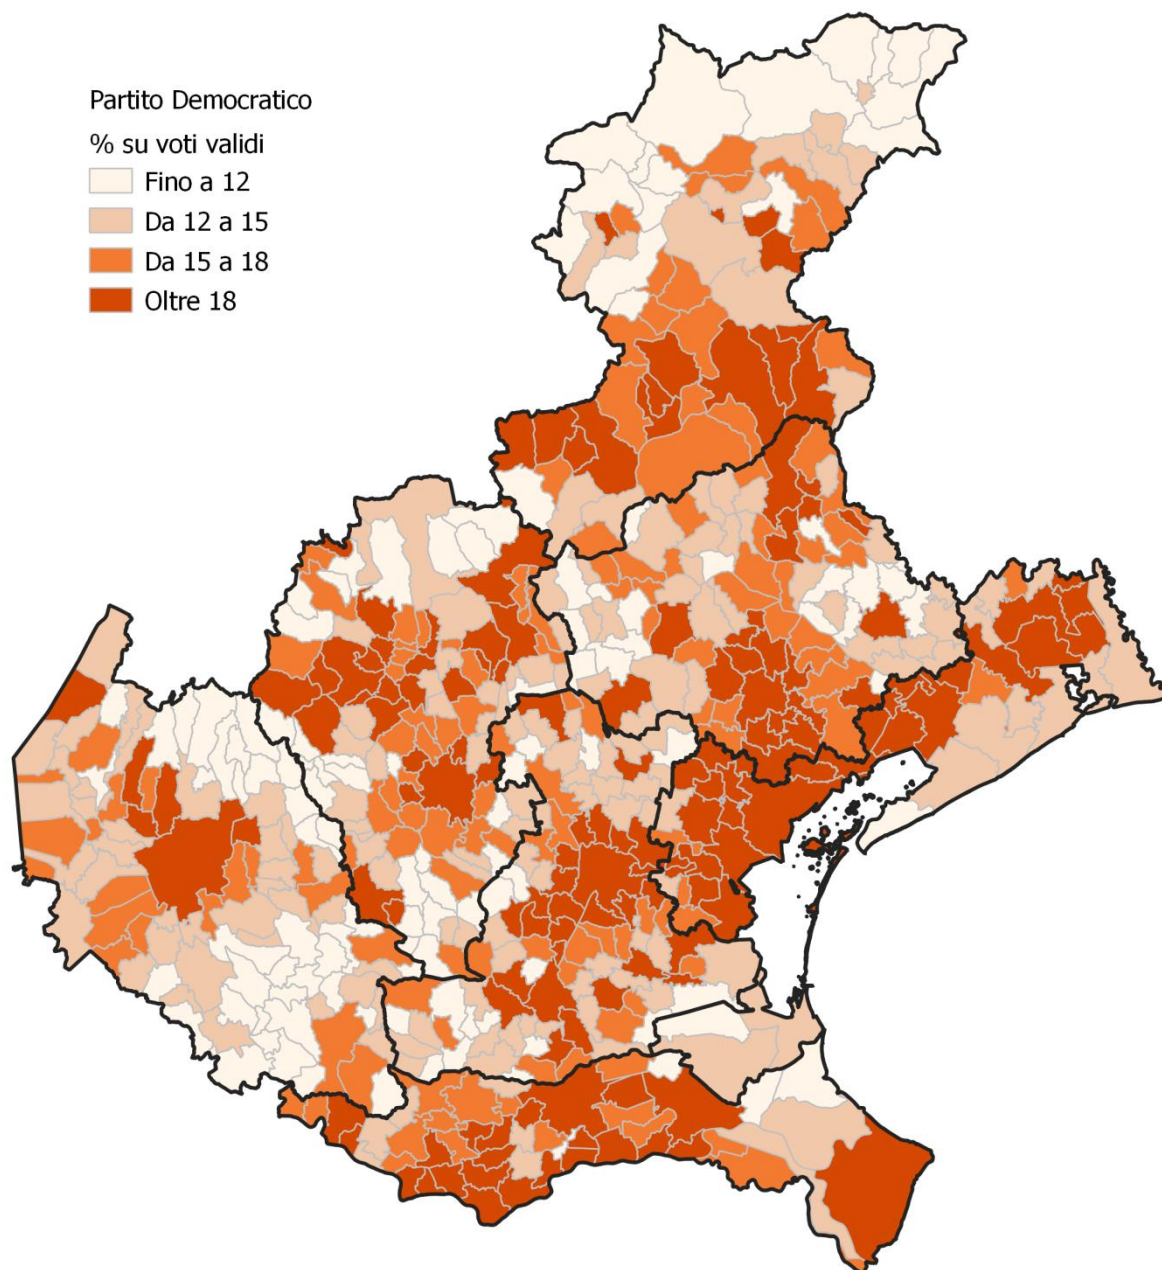 Partito Democratico
% su voti validi
Fino a 12
Da 12 a 15
Da 15 a 18
Oltre 18